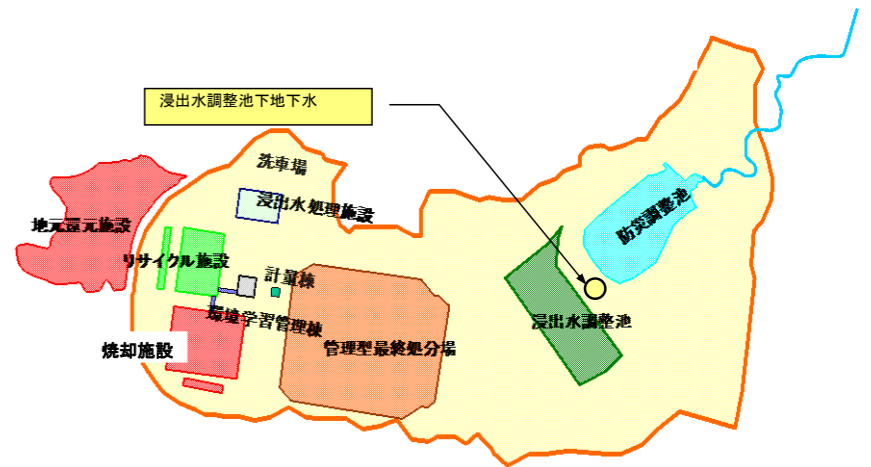 浸出水調整池下地下水
洗車場
浸出水処理施設
地元還元施設
防災調整池
リサイクル施設
計量棟
環境学習管理棟
浸出水調整池
焼却施設
管理型最終処分場